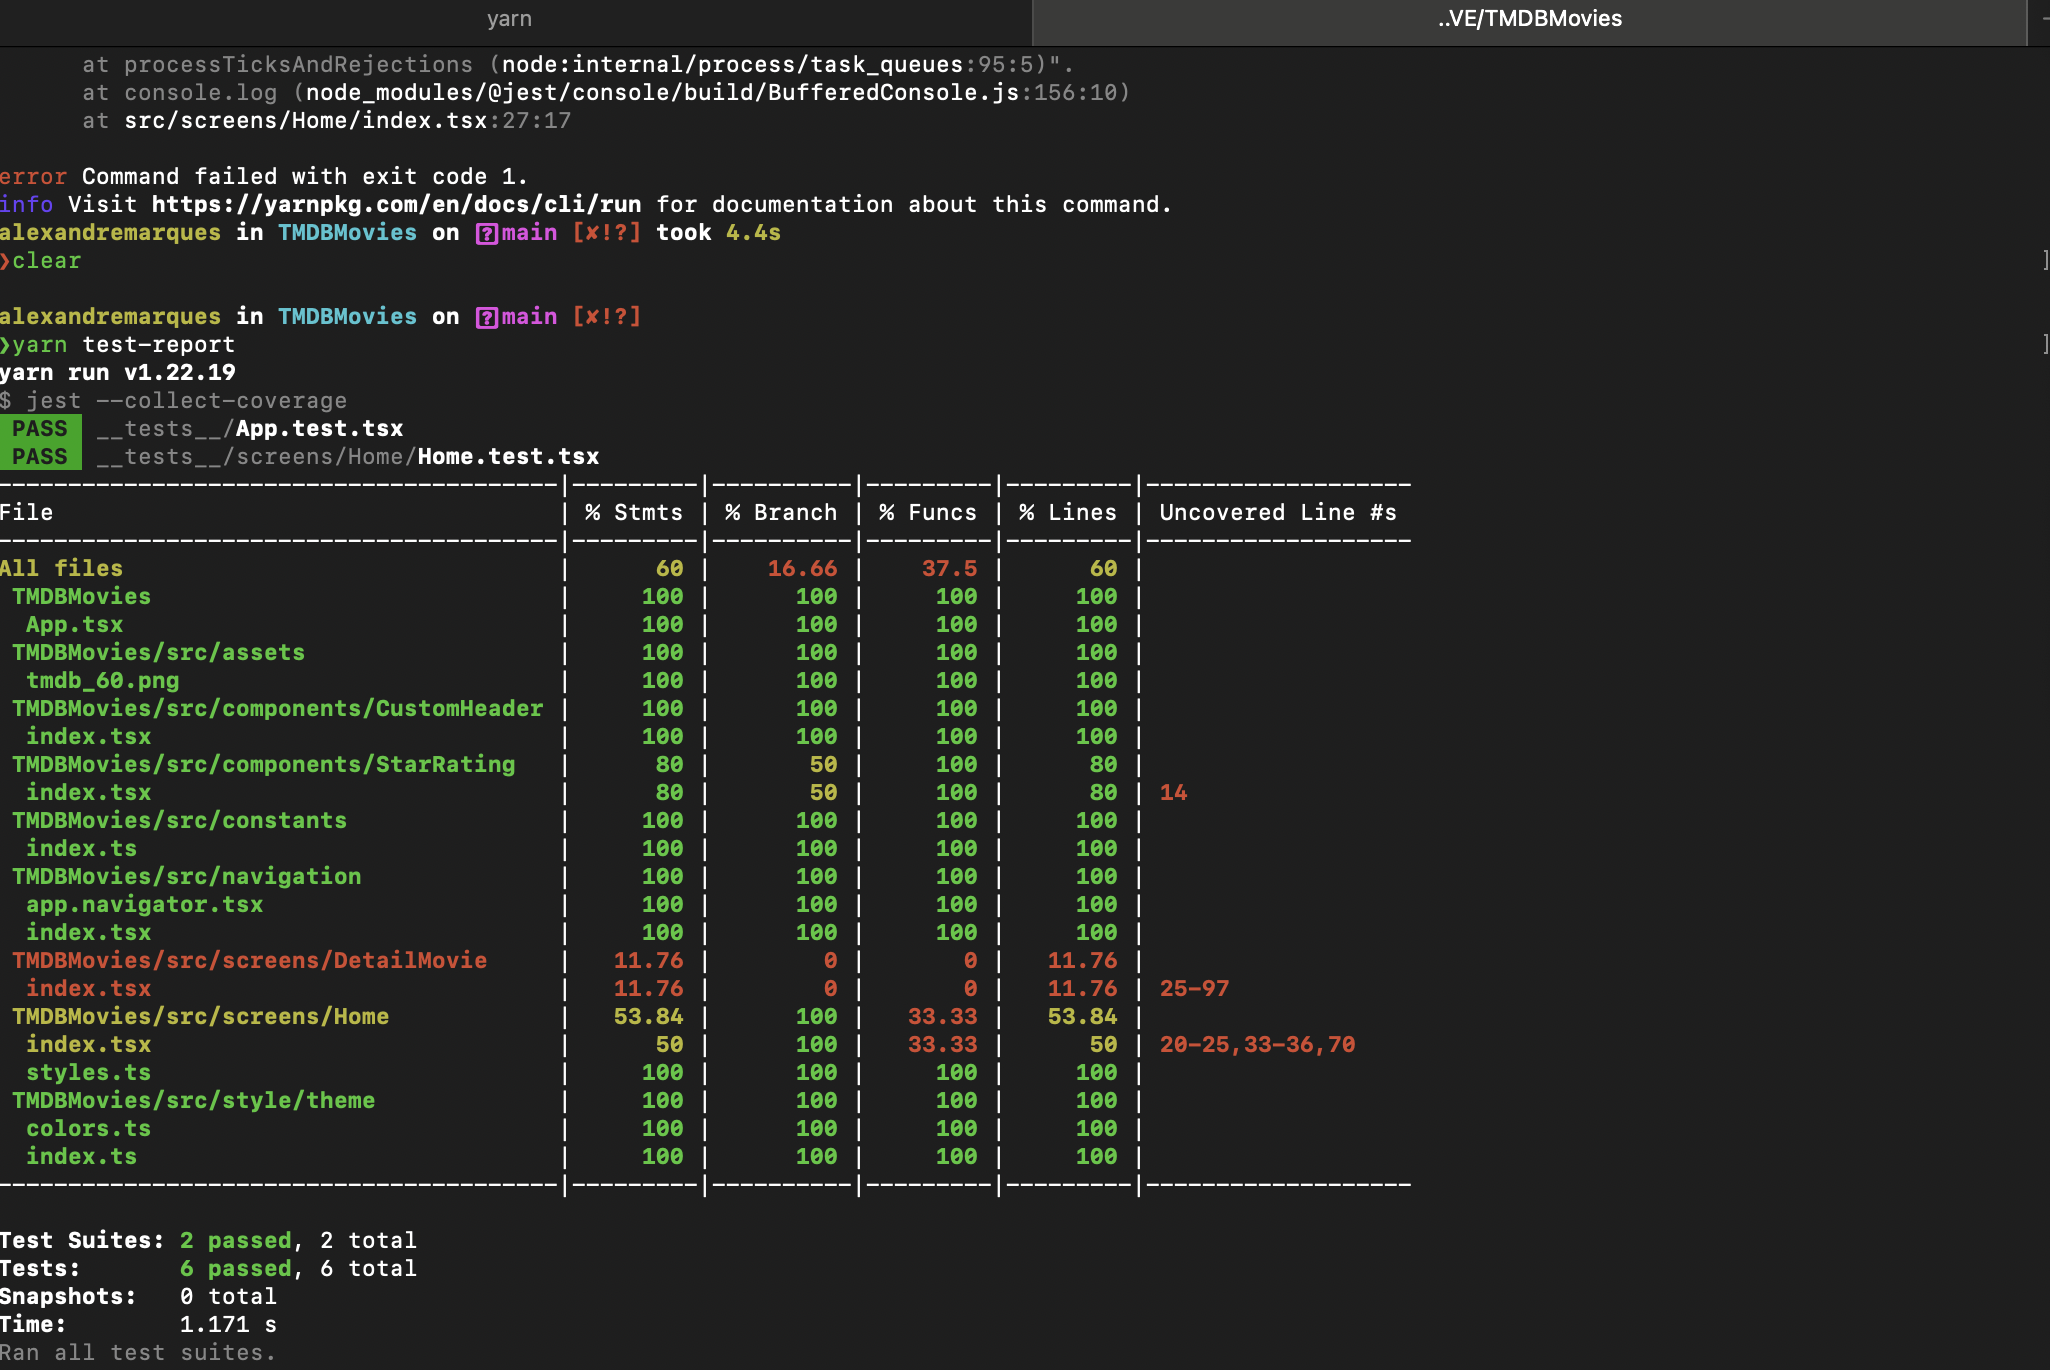 yarn ..VE/TMDBMovies
at processTicksAndRejections (node:internal/process/task_queues:95:5)".
at console.log (node_modules/@jest/console/build/BufferedConsole.js:156:10)
at src/screens/Home/index.tsx:27:17
error Command failed with exit code 1.
info Visit https://yarnpkg.com/en/docs/cli/run for documentation about this command.
alexandremarques in TMDBMovies on ?main [✘!?] took 4.4s
❯clear
alexandremarques in TMDBMovies on ?main [✘!?]
❯yarn test-report
yarn run v1.22.19
$ jest --collect-coverage
PASS __tests__/App.test.tsx
PASS __tests__/screens/Home/Home.test.tsx
----------------------------------------|---------|----------|---------|---------|-------------------
File | % Stmts | % Branch | % Funcs | % Lines | Uncovered Line #s
----------------------------------------|---------|----------|---------|---------|-------------------
All files | 60 | 16.66 | 37.5 | 60 |
TMDBMovies | 100 | 100 | 100 | 100 |
App.tsx | 100 | 100 | 100 | 100 |
TMDBMovies/src/assets | 100 | 100 | 100 | 100 |
tmdb_60.png | 100 | 100 | 100 | 100 |
TMDBMovies/src/components/CustomHeader | 100 | 100 | 100 | 100 |
index.tsx | 100 | 100 | 100 | 100 |
TMDBMovies/src/components/StarRating | 80 | 50 | 100 | 80 |
index.tsx | 80 | 50 | 100 | 80 | 14
TMDBMovies/src/constants | 100 | 100 | 100 | 100 |
index.ts | 100 | 100 | 100 | 100 |
TMDBMovies/src/navigation | 100 | 100 | 100 | 100 |
app.navigator.tsx | 100 | 100 | 100 | 100 |
index.tsx | 100 | 100 | 100 | 100 |
TMDBMovies/src/screens/DetailMovie | 11.76 | 0 | 0 | 11.76 |
index.tsx | 11.76 | 0 | 0 | 11.76 | 25-97
TMDBMovies/src/screens/Home | 53.84 | 100 | 33.33 | 53.84 |
index.tsx | 50 | 100 | 33.33 | 50 | 20-25,33-36,70
styles.ts | 100 | 100 | 100 | 100 |
TMDBMovies/src/style/theme | 100 | 100 | 100 | 100 |
colors.ts | 100 | 100 | 100 | 100 |
index.ts | 100 | 100 | 100 | 100 |
----------------------------------------|---------|----------|---------|---------|-------------------
Test Suites: 2 passed, 2 total
Tests: 6 passed, 6 total
Snapshots: 0 total
Time: 1.171 s
Ran all test suites.